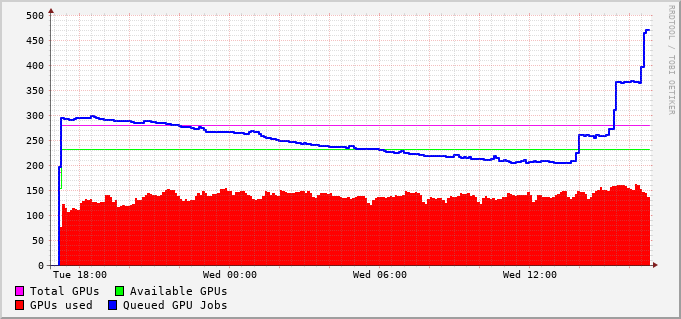 500
450
400
350
300
250
200
150
100
50
0
Tue 18:00 Wed 00:00 Wed 06:00 Wed 12:00
Total GPUs Available GPUs
GPUs used Queued GPU Jobs
RRDTOOL / TOBI OETIKER